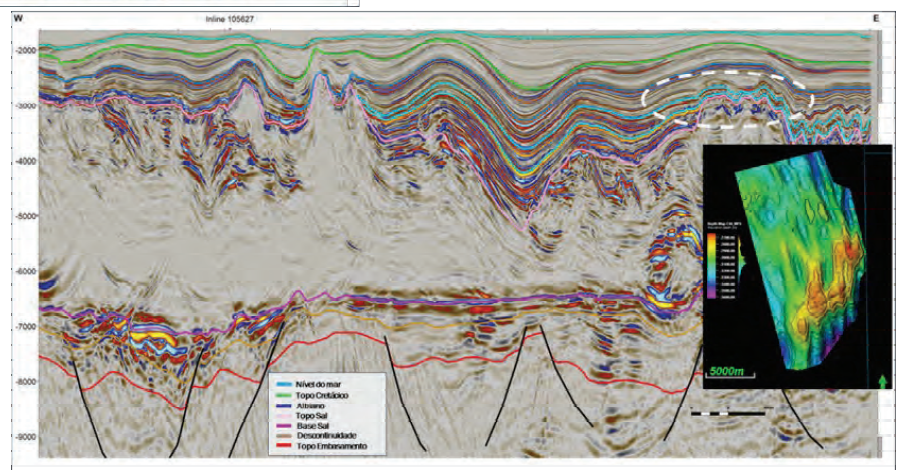 Inline 105627
W
E
-2000
-3000
-4000
-5000
-6000
-7000
-8000
-9000
5000m
Nível do mar
Topo Cretácico
Albiano
Topo Sal
Base Sal
Descontinuidade
Topo Embasamento